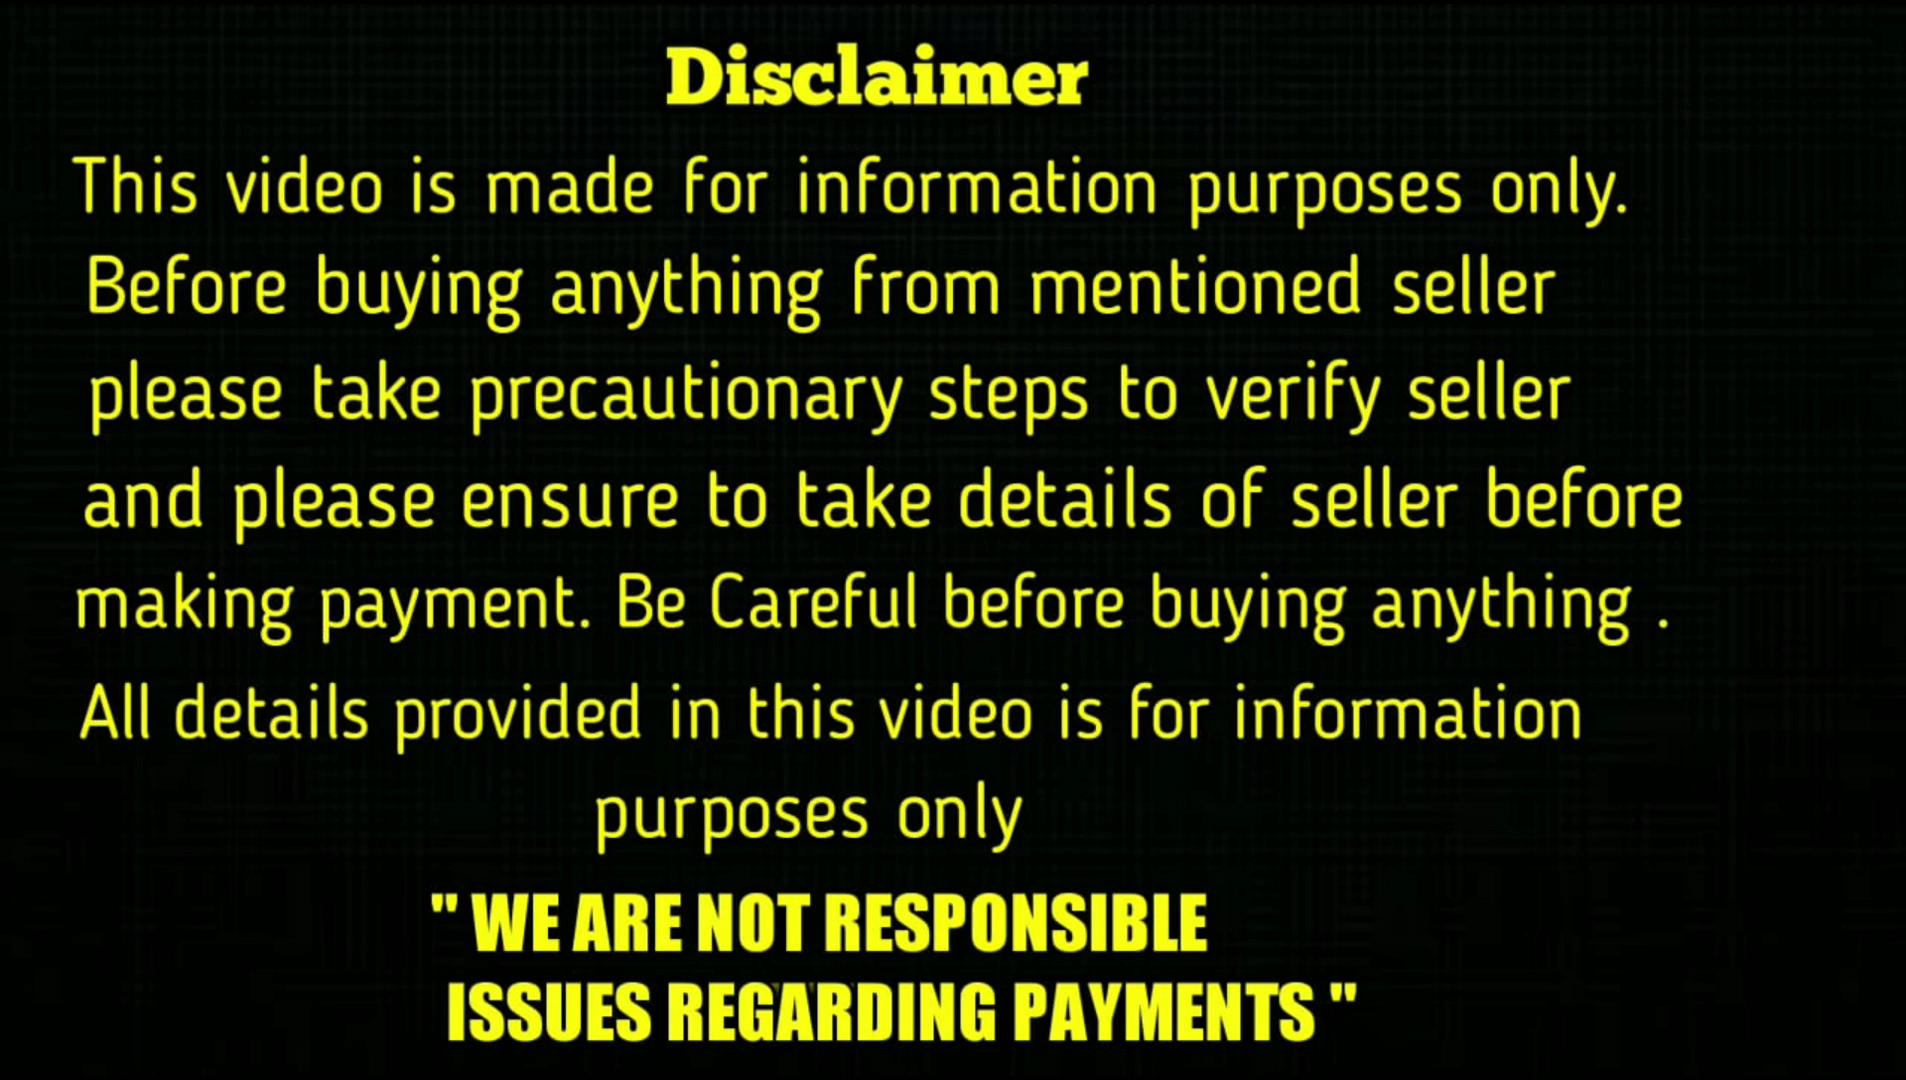 Disclaimer
This video is made for information purposes only.
Before buying anything from mentioned seller
please take precautionary steps to verify seller
and please ensure to take details of seller before
making payment. Be Careful before buying anything .
All details provided in this video is for information
purposes only
" WE ARE NOT RESPONSIBLE
ISSUES REGARDING PAYMENTS "